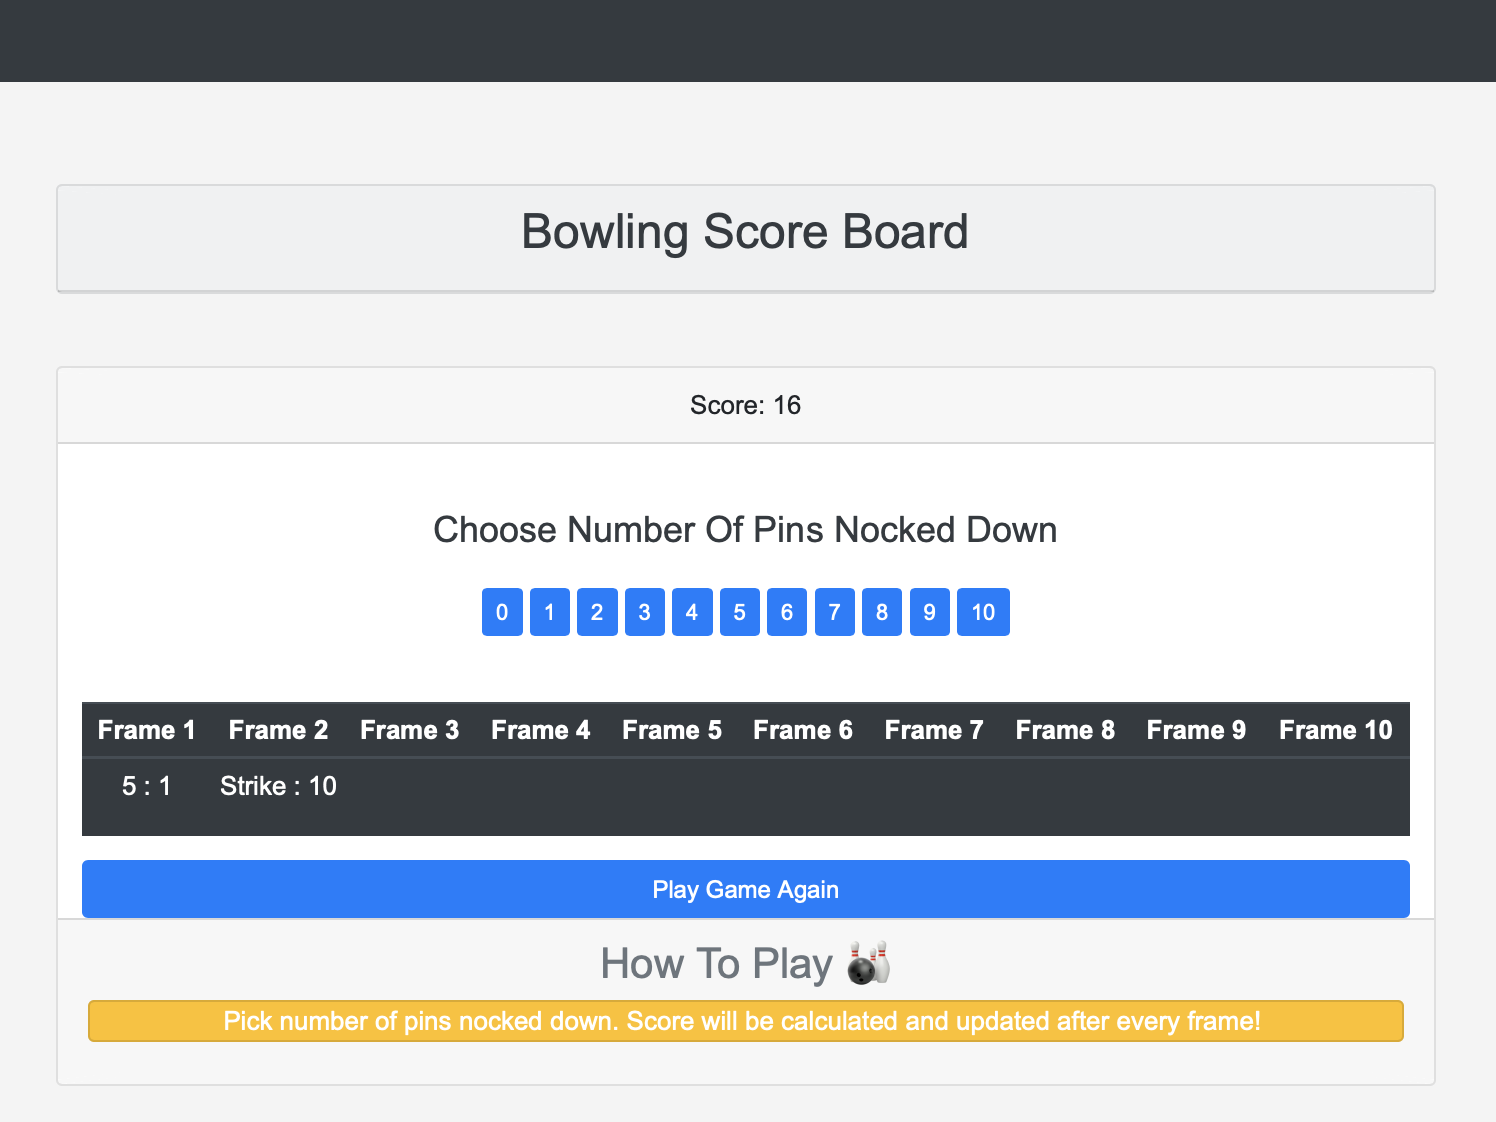 Bowling Score Board
Score: 16
Choose Number Of Pins Nocked Down
0 1 2 3 4 5 6 7 8 9 10
Frame 1 Frame 2 Frame 3 Frame 4 Frame 5 Frame 6 Frame 7 Frame 8 Frame 9 Frame 10
5 : 1 Strike : 10
Play Game Again
How To Play
Pick number of pins nocked down. Score will be calculated and updated after every frame!